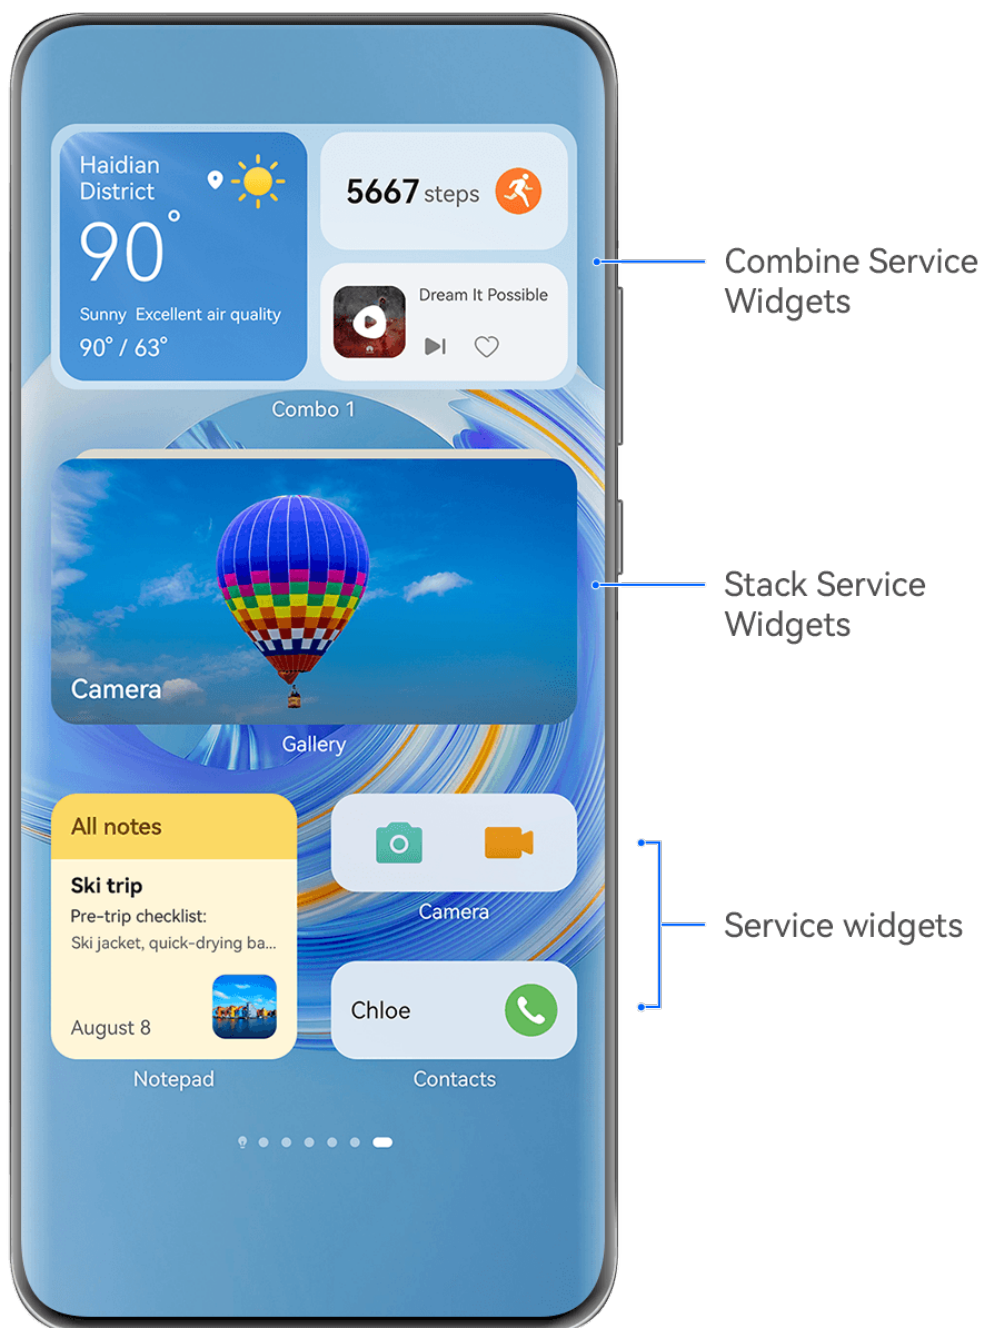 Haidian
District
90°
Sunny Excellent air quality
90° / 63°
5667 steps
Dream It Possible
Combo 1
Combine Service
Widgets
Camera
Gallery
Stack Service
Widgets
All notes
Ski trip
Pre-trip checklist:
Ski jacket, quick-drying ba...
August 8
Notepad
Camera
Chloe
Contacts
Service widgets